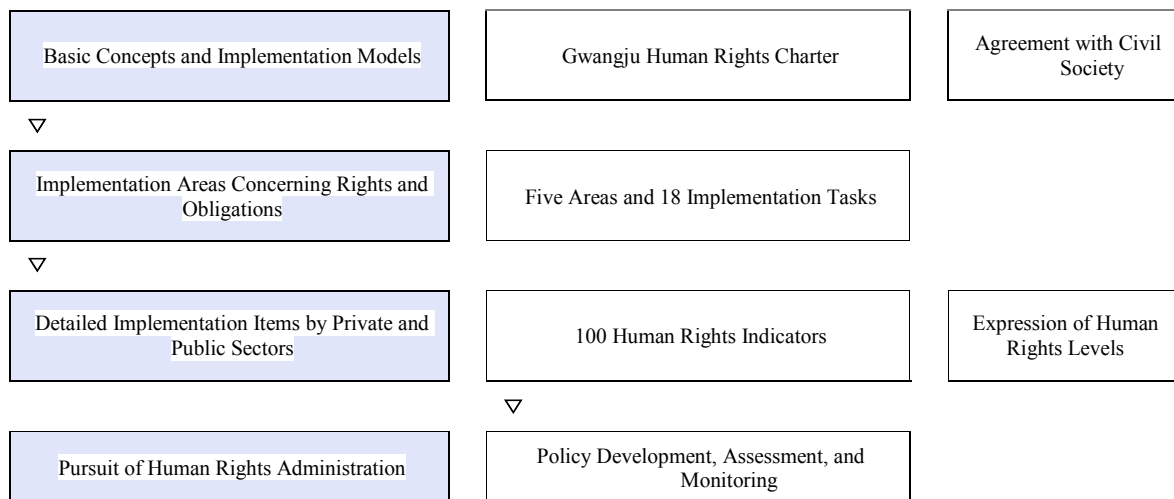 Basic Concepts and Implementation Models
Gwangju Human Rights Charter
Agreement with Civil
Society
Implementation Areas Concerning Rights and
Obligations
Five Areas and 18 Implementation Tasks
Detailed Implementation Items by Private and
Public Sectors
100 Human Rights Indicators
Expression of Human
Rights Levels
Pursuit of Human Rights Administration
Policy Development, Assessment, and
Monitoring